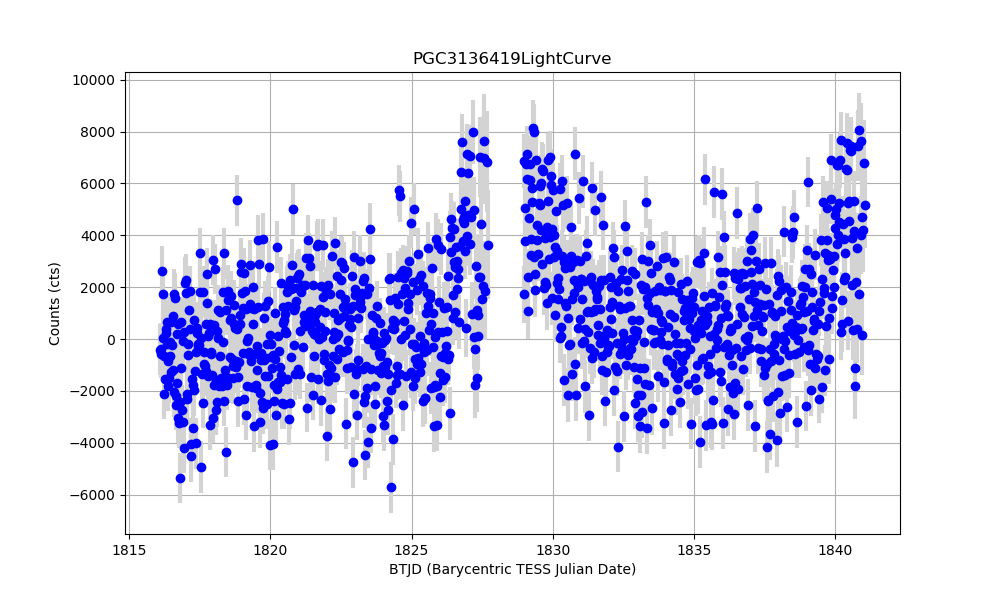 PGC3136419LightCurve
10000
8000
6000
4000
2000
0
−2000
−4000
−6000
Counts (cts)
1815 1820 1825 1830 1835 1840
BTJD (Barycentric TESS Julian Date)